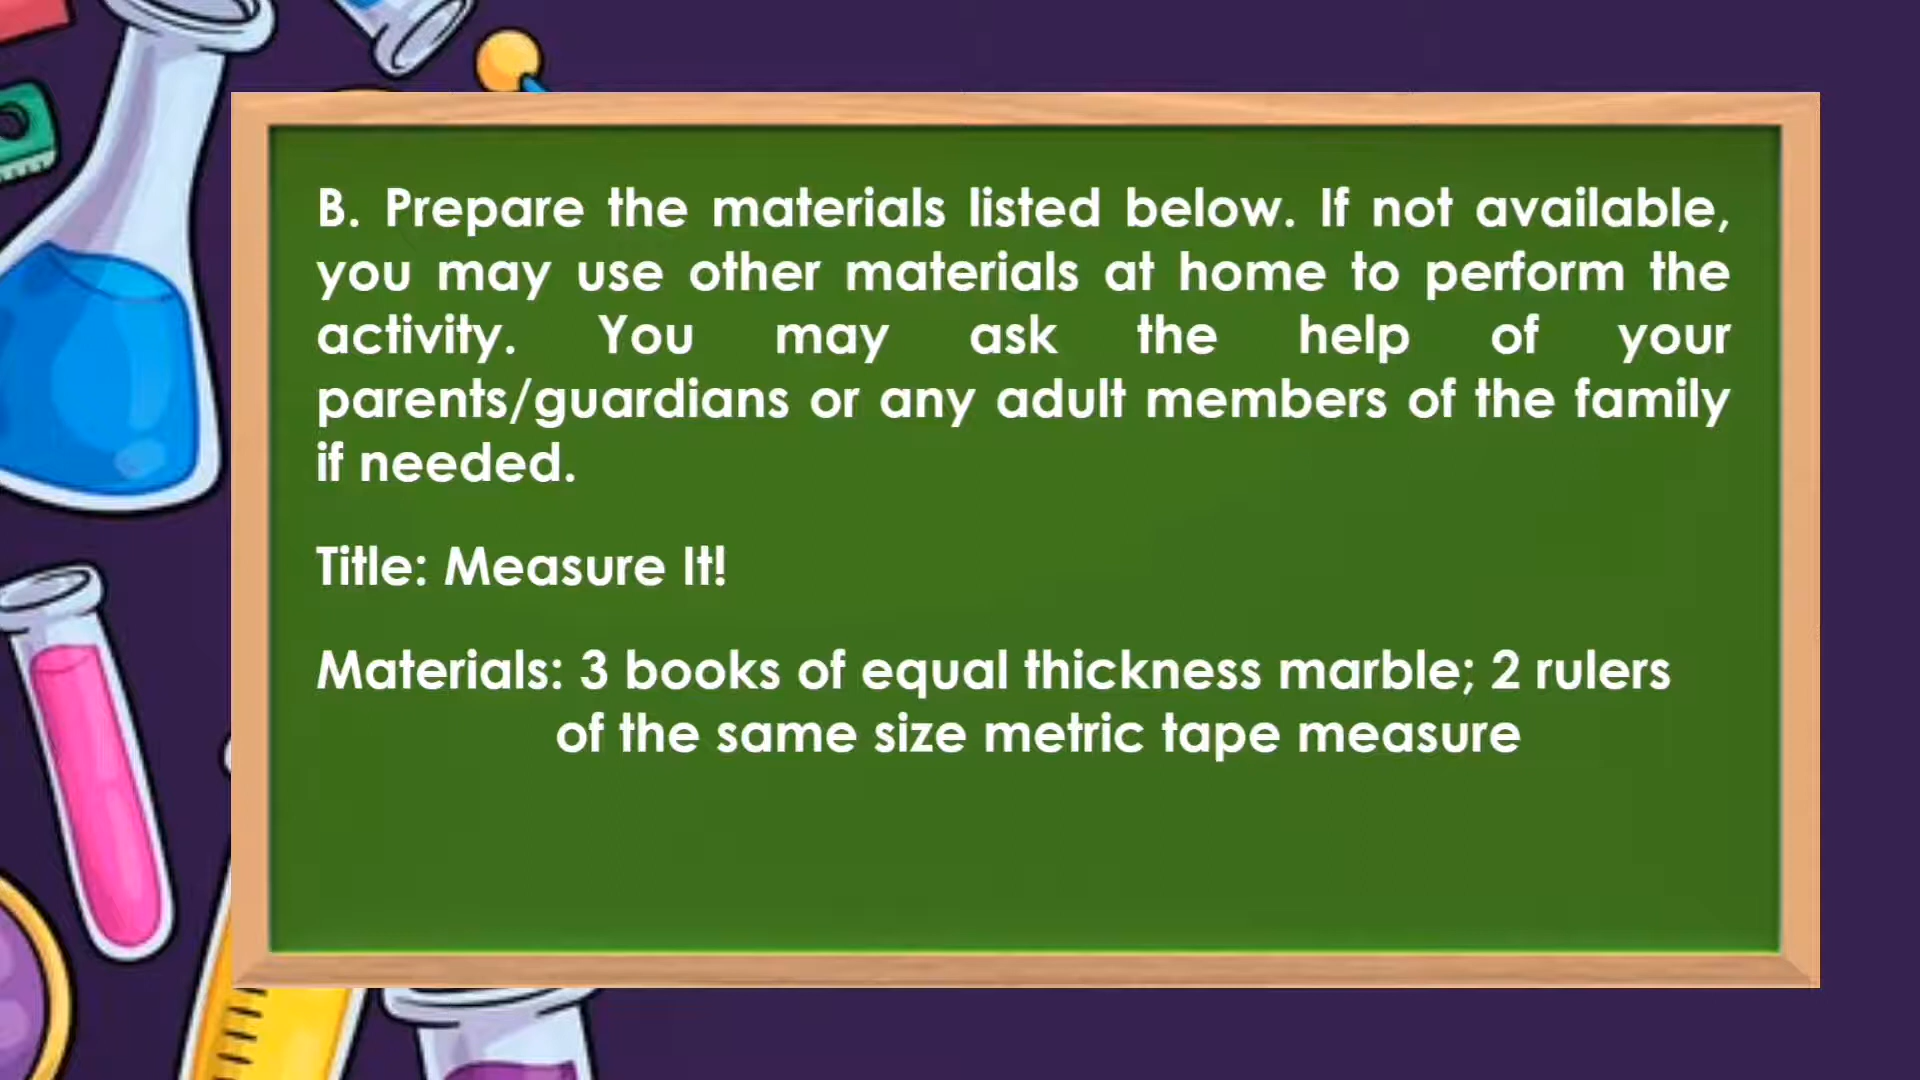 B. Prepare the materials listed below. If not available,
you may use other materials at home to perform the
activity. You may ask the help of your
parents/guardians or any adult members of the family
if needed.
Title: Measure It!
Materials: 3 books of equal thickness marble; 2 rulers
of the same size metric tape measure